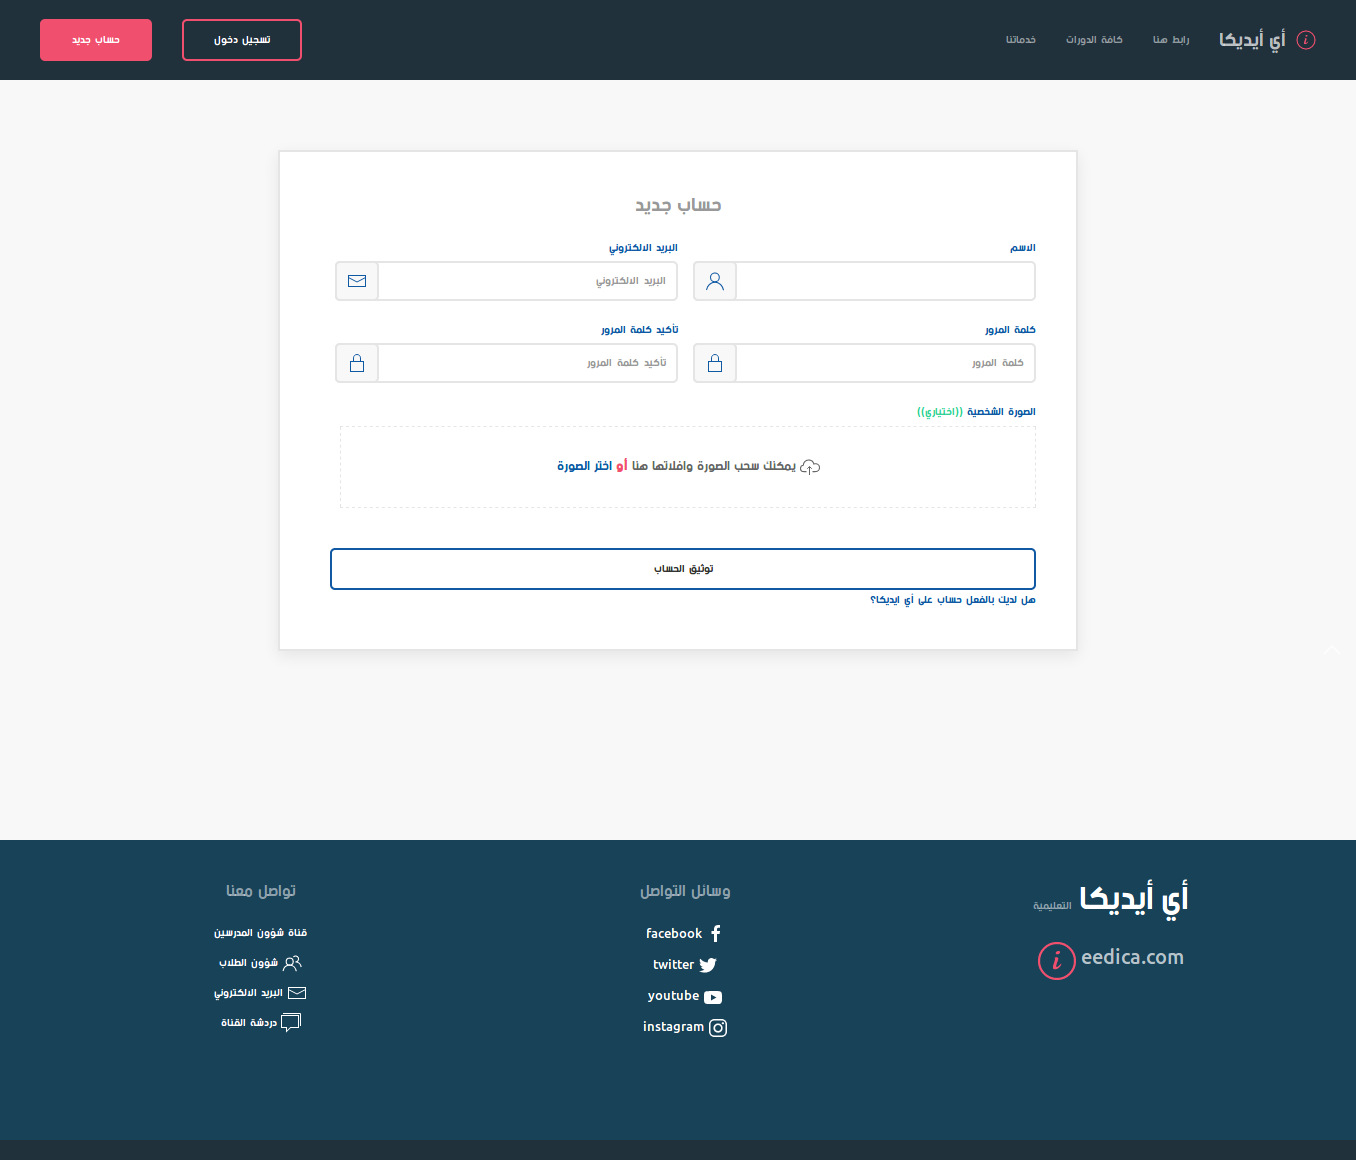 أي أيديكا
رابط هنا
كافة الدورات
خدماتنا
تسجيل دخول
حساب جديد
حساب جديد
الاسم
البريد الالكتروني
البريد الالكتروني
كلمة المرور
تأكيد كلمة المرور
كلمة المرور
تأكيد كلمة المرور
الصورة الشخصية ((اختياري))
يمكنك سحب الصورة وافلاتها هنا أو اختر الصورة
توثيق الحساب
هل لديك بالفعل حساب على أي ايديكا؟
أي أيديكا التعليمية
eedica.com
وسائل التواصل
facebook
twitter
youtube
instagram
تواصل معنا
قناة شؤون المدرسين
شؤون الطلاب
البريد الالكتروني
دردشة القناة